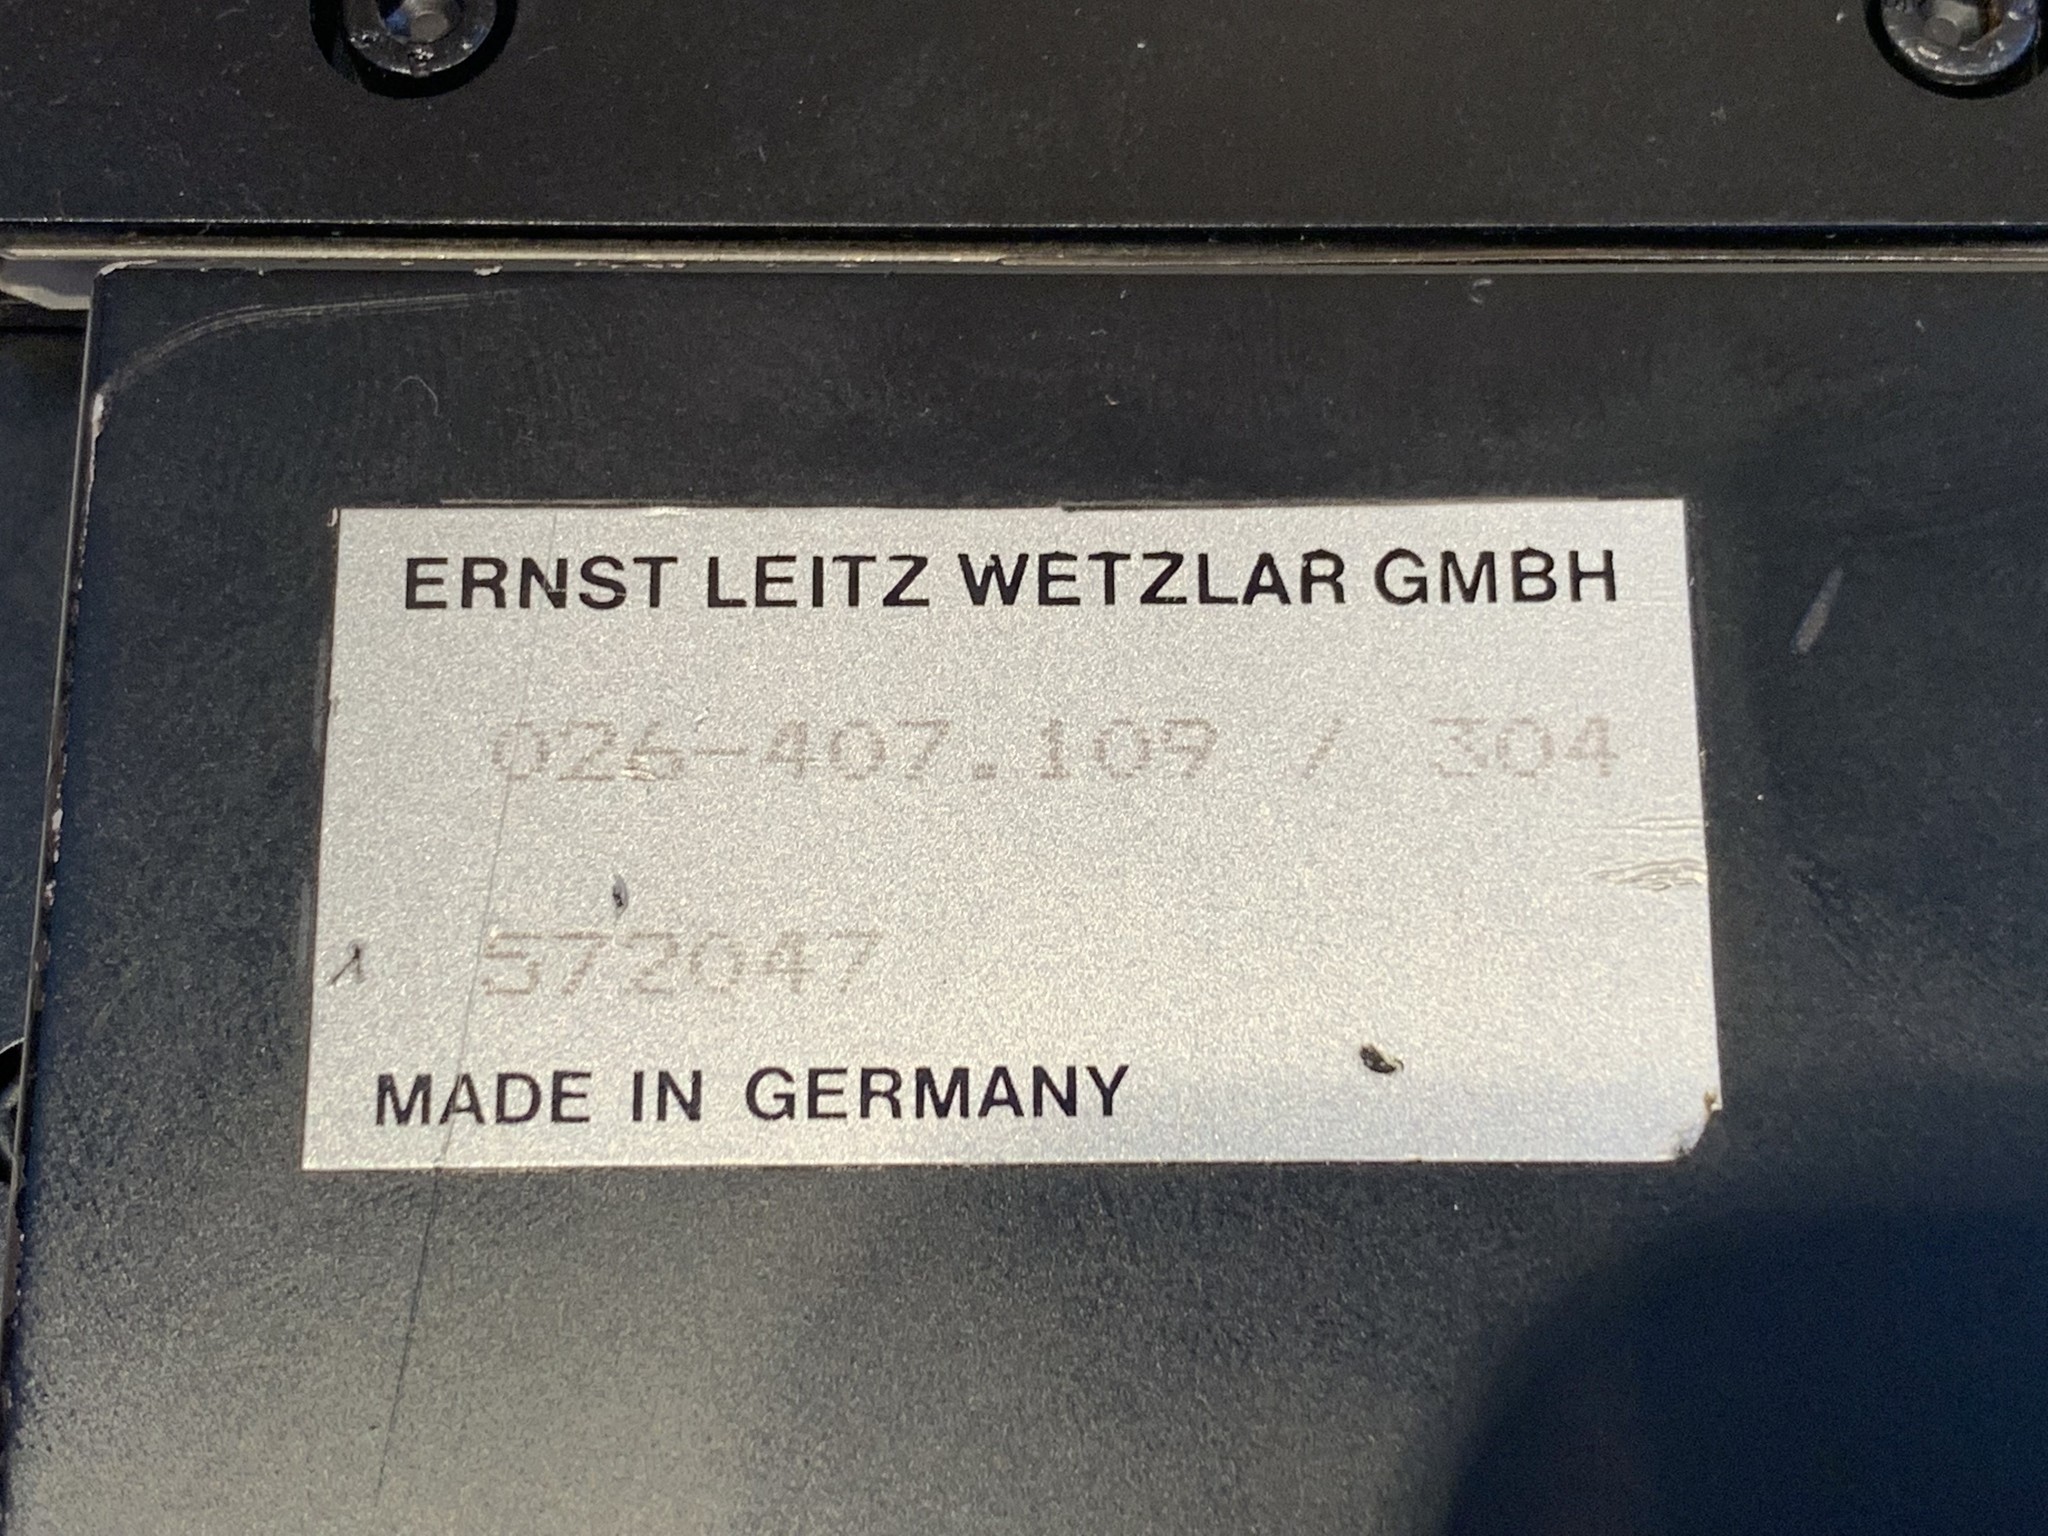 ERNST LEITZ WETZLAR GMBH
026-407.109 / 304
572047
MADE IN GERMANY